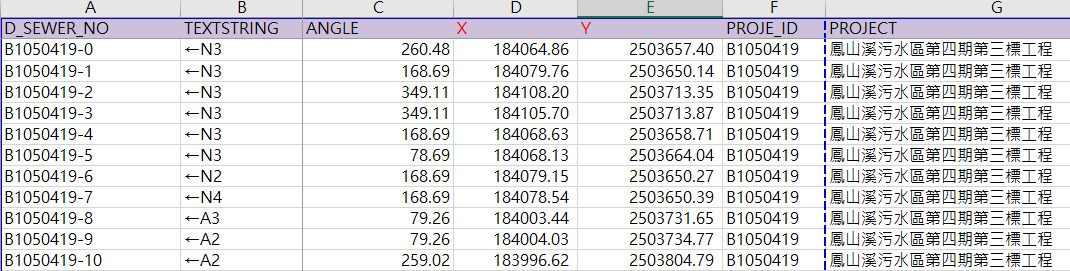 A B C D E F G
D_SEWER_NO TEXTSTRING ANGLE X Y PROJE_ID PROJECT
B1050419-0 ←N3 260.48 184064.86 2503657.40 B1050419 鳳山溪污水區第四期第三標工程
B1050419-1 ←N3 168.69 184079.76 2503650.14 B1050419 鳳山溪污水區第四期第三標工程
B1050419-2 ←N3 349.11 184108.20 2503713.35 B1050419 鳳山溪污水區第四期第三標工程
B1050419-3 ←N3 349.11 184105.70 2503713.87 B1050419 鳳山溪污水區第四期第三標工程
B1050419-4 ←N3 168.69 184068.63 2503658.71 B1050419 鳳山溪污水區第四期第三標工程
B1050419-5 ←N3 78.69 184068.13 2503664.04 B1050419 鳳山溪污水區第四期第三標工程
B1050419-6 ←N2 168.69 184079.15 2503650.27 B1050419 鳳山溪污水區第四期第三標工程
B1050419-7 ←N4 168.69 184078.54 2503650.39 B1050419 鳳山溪污水區第四期第三標工程
B1050419-8 ←A3 79.26 184003.44 2503731.65 B1050419 鳳山溪污水區第四期第三標工程
B1050419-9 ←A2 79.26 184004.03 2503734.77 B1050419 鳳山溪污水區第四期第三標工程
B1050419-10 ←A2 259.02 183996.62 2503804.79 B1050419 鳳山溪污水區第四期第三標工程